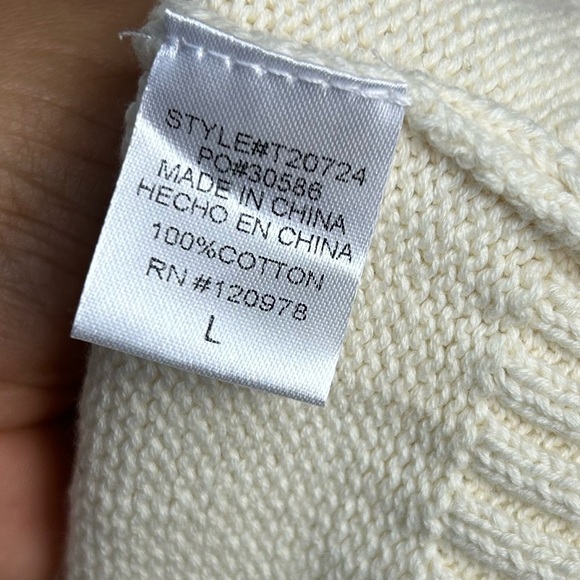 STYLE#T20724
PO#30586
MADE IN CHINA
HECHO EN CHINA
100%COTTON
RN #120978
L